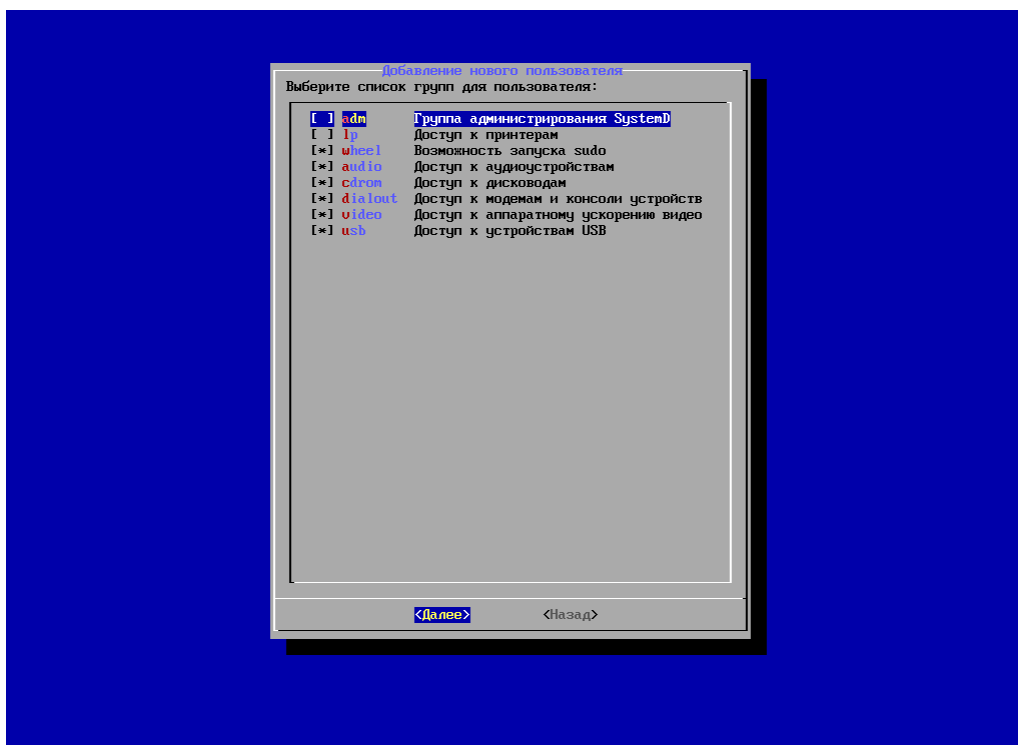 Добавление нового пользователя
Выберите список групп для пользователя:
[ ] adm Группа администрирования SystemD
[ ] lp Доступ к принтерам
[*] wheel Возможность запуска sudo
[*] audio Доступ к аудиоустройствам
[*] cdrom Доступ к дисководам
[*] dialout Доступ к модемам и консоли устройств
[*] video Доступ к аппаратному ускорению видео
[*] usb Доступ к устройствам USB
<Далее> <Назад>